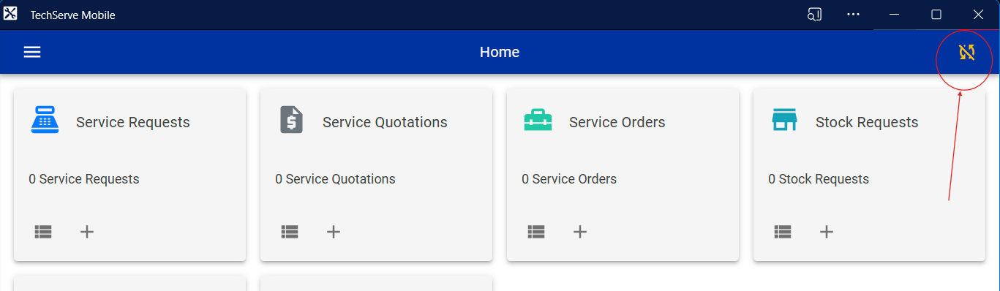 TechServe Mobile
Home
Service Requests
0 Service Requests
Service Quotations
0 Service Quotations
Service Orders
0 Service Orders
Stock Requests
0 Stock Requests